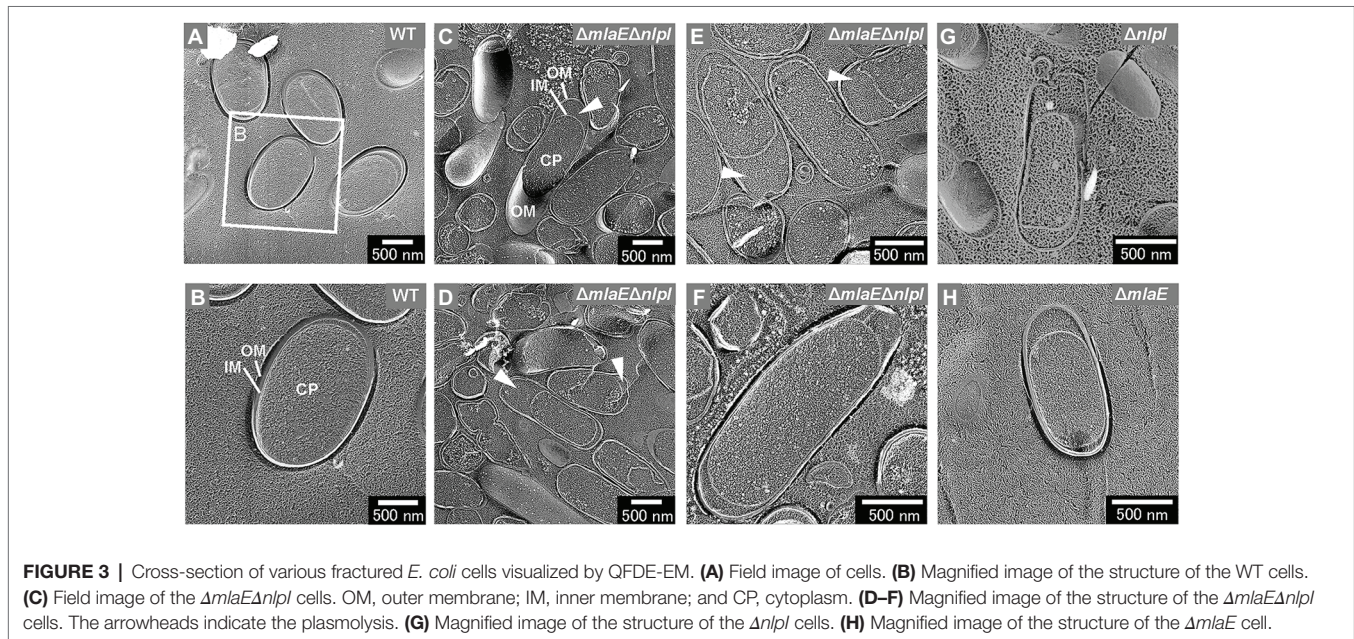 A WT
B
500 nm
C ΔmlaEΔnlpI
OM
IM
CP
OM
500 nm
E ΔmlaEΔnlpI
500 nm
G ΔnlpI
500 nm
B WT
OM
IM
CP
500 nm
D ΔmlaEΔnlpI
500 nm
F ΔmlaEΔnlpI
500 nm
H ΔmlaE
500 nm
FIGURE 3 | Cross-section of various fractured E. coli cells visualized by QFDE-EM. (A) Field image of cells. (B) Magnified image of the structure of the WT cells.
(C) Field image of the ΔmlaEΔnlpI cells. OM, outer membrane; IM, inner membrane; and CP, cytoplasm. (D–F) Magnified image of the structure of the ΔmlaEΔnlpI
cells. The arrowheads indicate the plasmolysis. (G) Magnified image of the structure of the ΔnlpI cells. (H) Magnified image of the structure of the ΔmlaE cell.